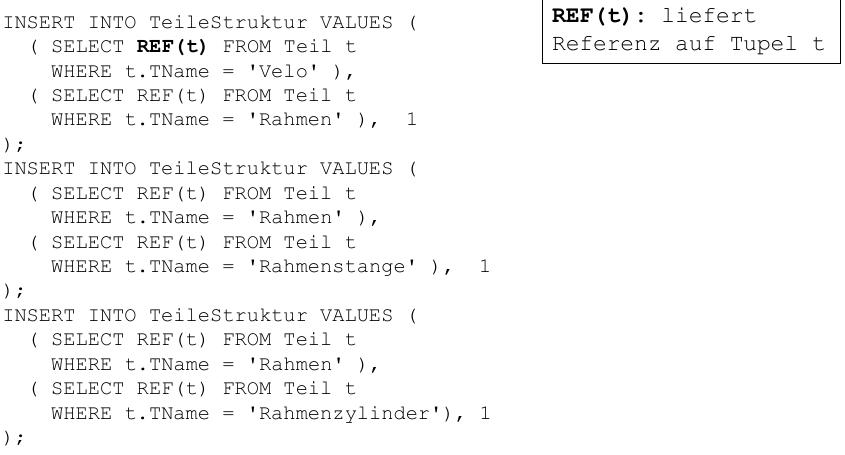 INSERT INTO TeileStruktur VALUES (
( SELECT REF(t) FROM Teil t
WHERE t.TName = 'Velo' ),
( SELECT REF(t) FROM Teil t
WHERE t.TName = 'Rahmen' ), 1
);
INSERT INTO TeileStruktur VALUES (
( SELECT REF(t) FROM Teil t
WHERE t.TName = 'Rahmen' ),
( SELECT REF(t) FROM Teil t
WHERE t.TName = 'Rahmenstange' ), 1
);
INSERT INTO TeileStruktur VALUES (
( SELECT REF(t) FROM Teil t
WHERE t.TName = 'Rahmen' ),
( SELECT REF(t) FROM Teil t
WHERE t.TName = 'Rahmenzylinder'), 1
);
REF(t): liefert
Referenz auf Tupel t